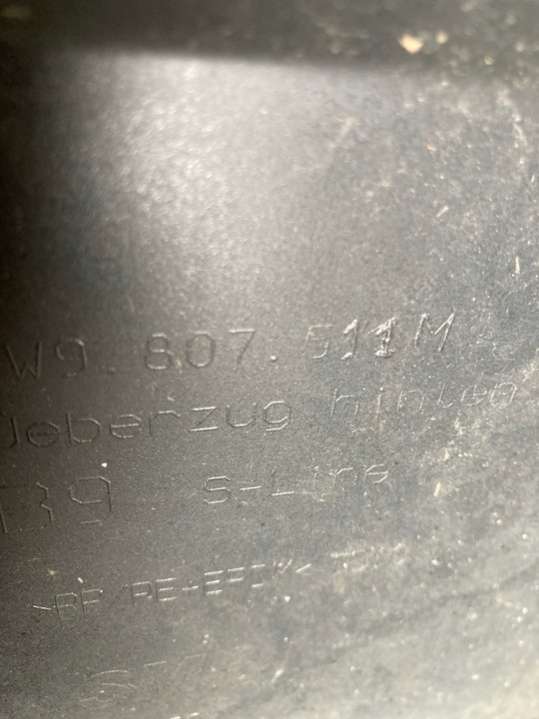 W9.807.511M
Ueberzug hinten
B9 S-Line